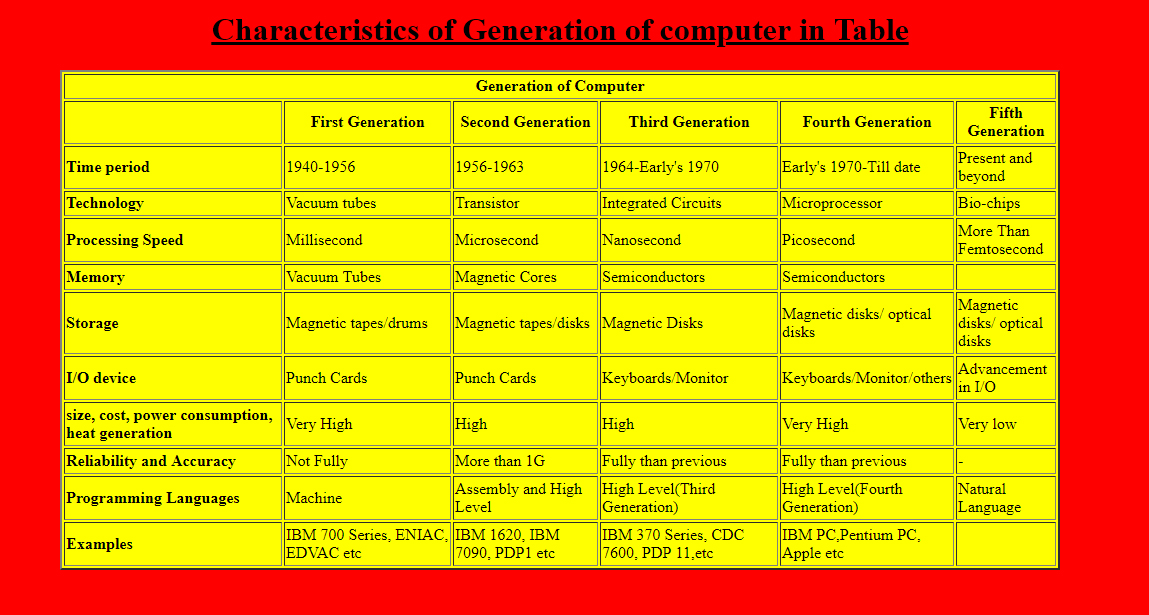 Characteristics of Generation of computer in Table
Generation of Computer
First Generation Second Generation Third Generation Fourth Generation Fifth Generation
Time period 1940-1956 1956-1963 1964-Early's 1970 Early's 1970-Till date Present and beyond
Technology Vacuum tubes Transistor Integrated Circuits Microprocessor Bio-chips
Processing Speed Millisecond Microsecond Nanosecond Picosecond More Than Femtosecond
Memory Vacuum Tubes Magnetic Cores Semiconductors Semiconductors
Storage Magnetic tapes/drums Magnetic tapes/disks Magnetic Disks Magnetic disks/ optical disks Magnetic disks/ optical disks
I/O device Punch Cards Punch Cards Keyboards/Monitor Keyboards/Monitor/others Advancement in I/O
size, cost, power consumption, heat generation Very High High High Very High Very low
Reliability and Accuracy Not Fully More than 1G Fully than previous Fully than previous -
Programming Languages Machine Assembly and High Level High Level(Third Generation) High Level(Fourth Generation) Natural Language
Examples IBM 700 Series, ENIAC, EDVAC etc IBM 1620, IBM 7090, PDP1 etc IBM 370 Series, CDC 7600, PDP 11,etc IBM PC,Pentium PC, Apple etc